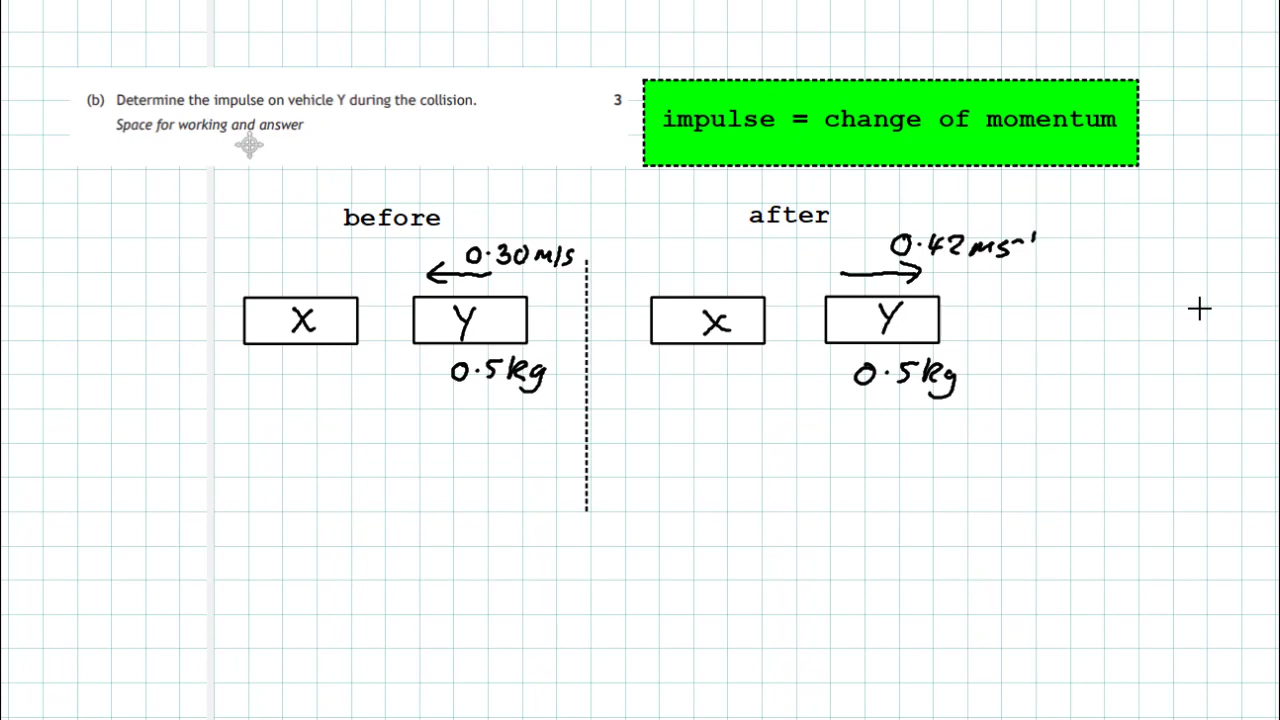 (b) Determine the impulse on vehicle Y during the collision. 3
Space for working and answer
impulse = change of momentum
before
after
0.30 m/s
0.42 ms⁻¹
X Y
X Y
0.5 kg
0.5 kg